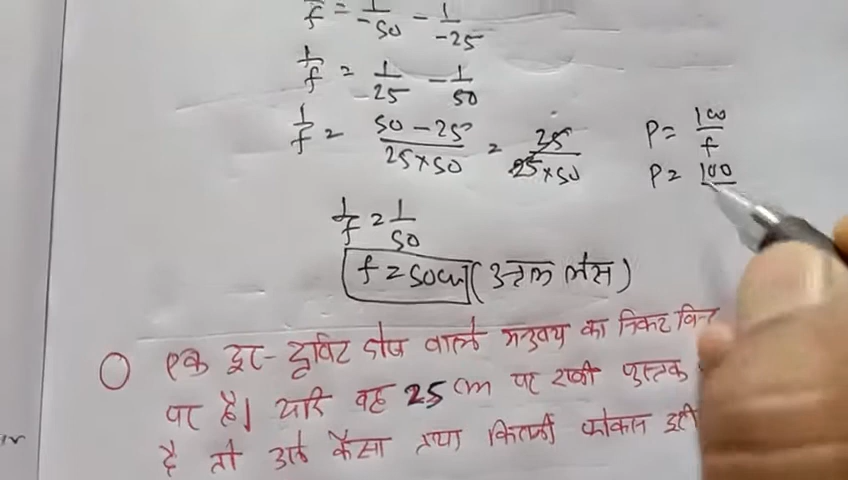 1/f = 1/-50 - 1/-25
1/f = 1/25 - 1/50
1/f = 50-25/25×50 = 25/25×50
P = 100/f
P = 100
1/f = 1/50
f = 50cm (उत्तल लेंस)
एक दूर-दृष्टि दोष वाले मनुष्य का निकट
पर है। यदि वह 25 cm पर रखी पुस्तक
है तो उसे कैसा तथा कितनी फोकस